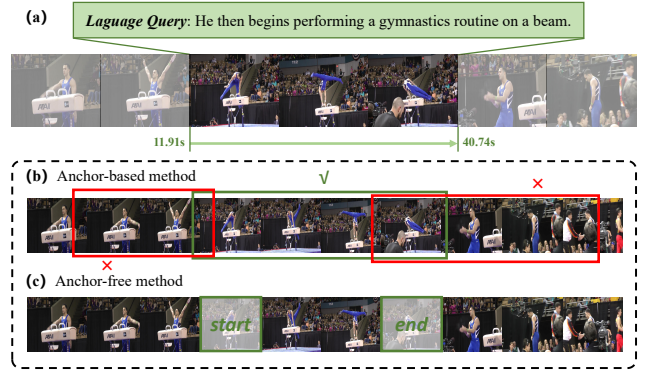 (a)
Laguage Query: He then begins performing a gymnastics routine on a beam.
11.91s
40.74s
(b) Anchor-based method
√
×
×
(c) Anchor-free method
start
end